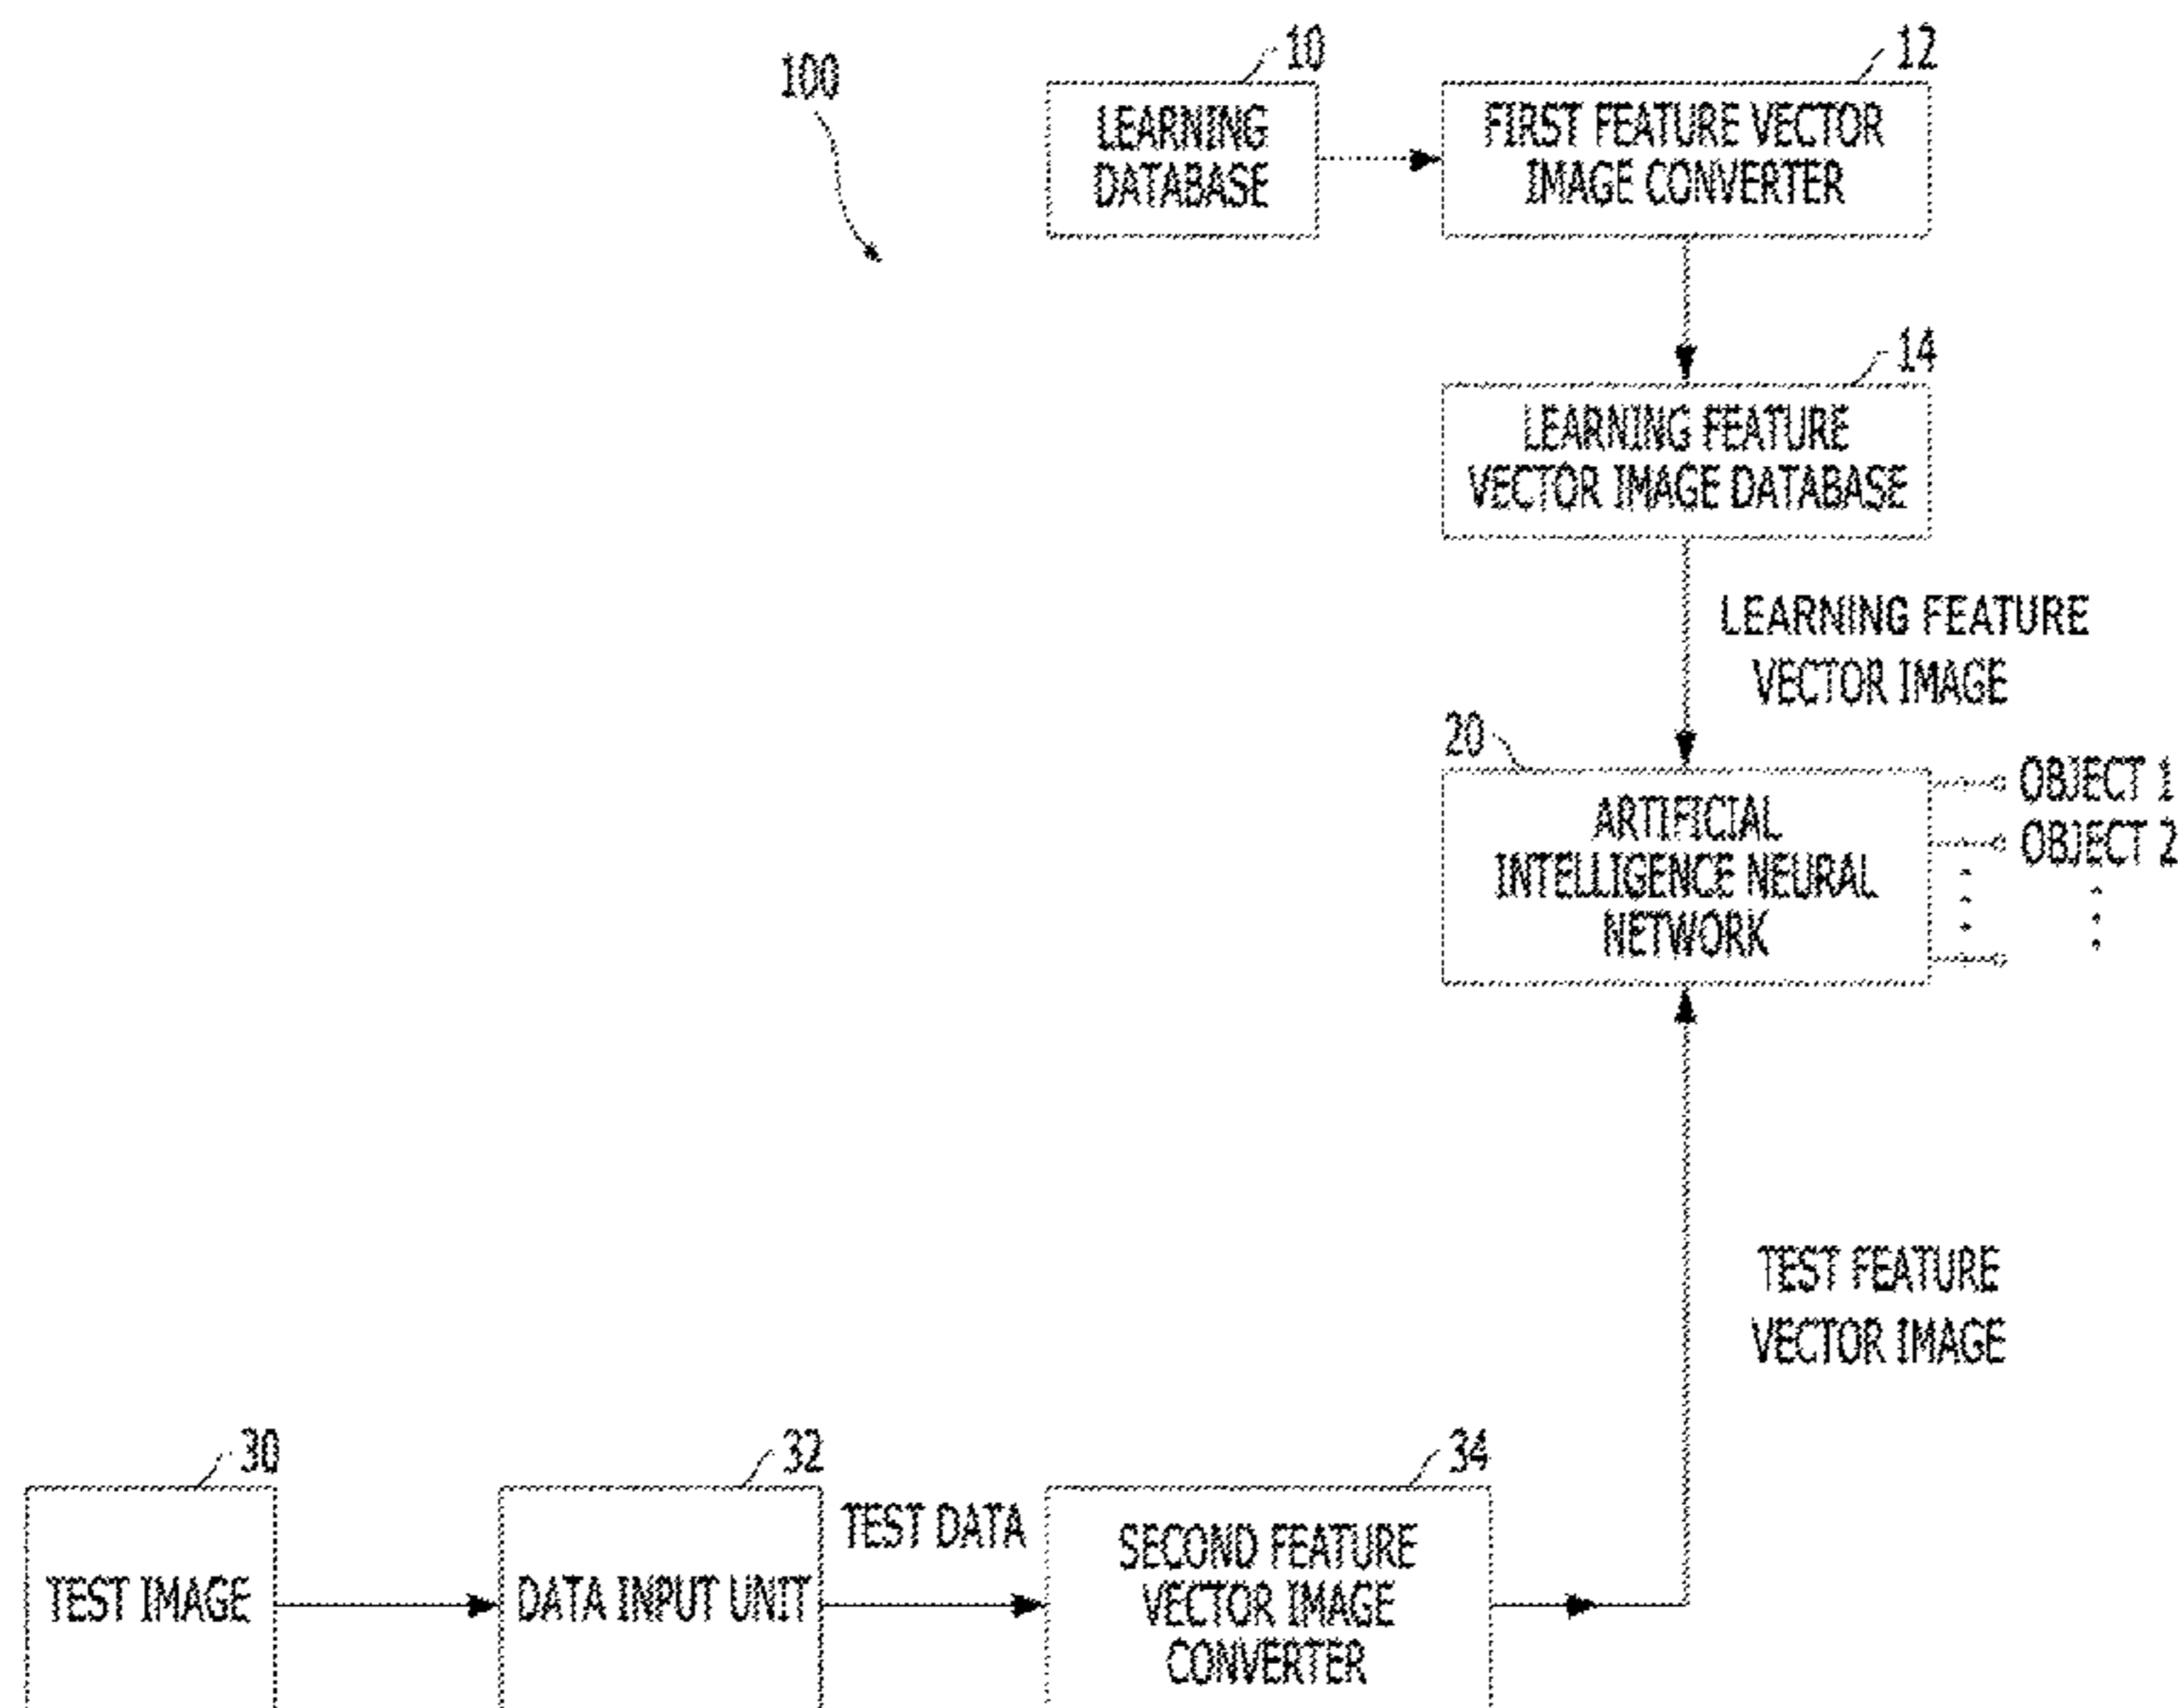 100
10
LEARNING
DATABASE
12
FIRST FEATURE VECTOR
IMAGE CONVERTER
14
LEARNING FEATURE
VECTOR IMAGE DATABASE
LEARNING FEATURE
VECTOR IMAGE
20
ARTIFICIAL
INTELLIGENCE NEURAL
NETWORK
OBJECT 1
OBJECT 2
TEST FEATURE
VECTOR IMAGE
30
TEST IMAGE
32
DATA INPUT UNIT
TEST DATA
34
SECOND FEATURE
VECTOR IMAGE
CONVERTER